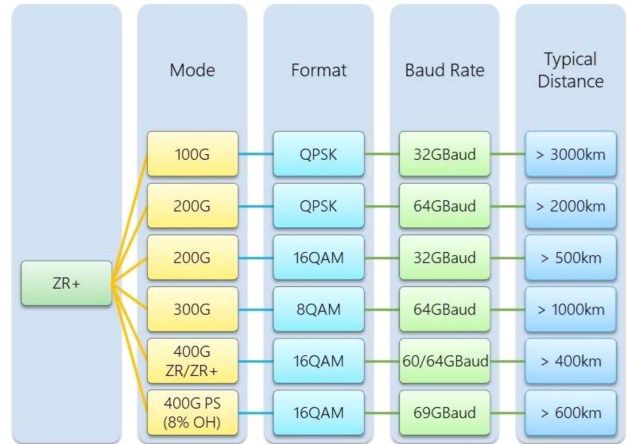 Mode
Format
Baud Rate
Typical
Distance
ZR+
100G
QPSK
32GBaud
> 3000km
200G
QPSK
64GBaud
> 2000km
200G
16QAM
32GBaud
> 500km
300G
8QAM
64GBaud
> 1000km
400G
ZR/ZR+
16QAM
60/64GBaud
> 400km
400G PS
(8% OH)
16QAM
69GBaud
> 600km